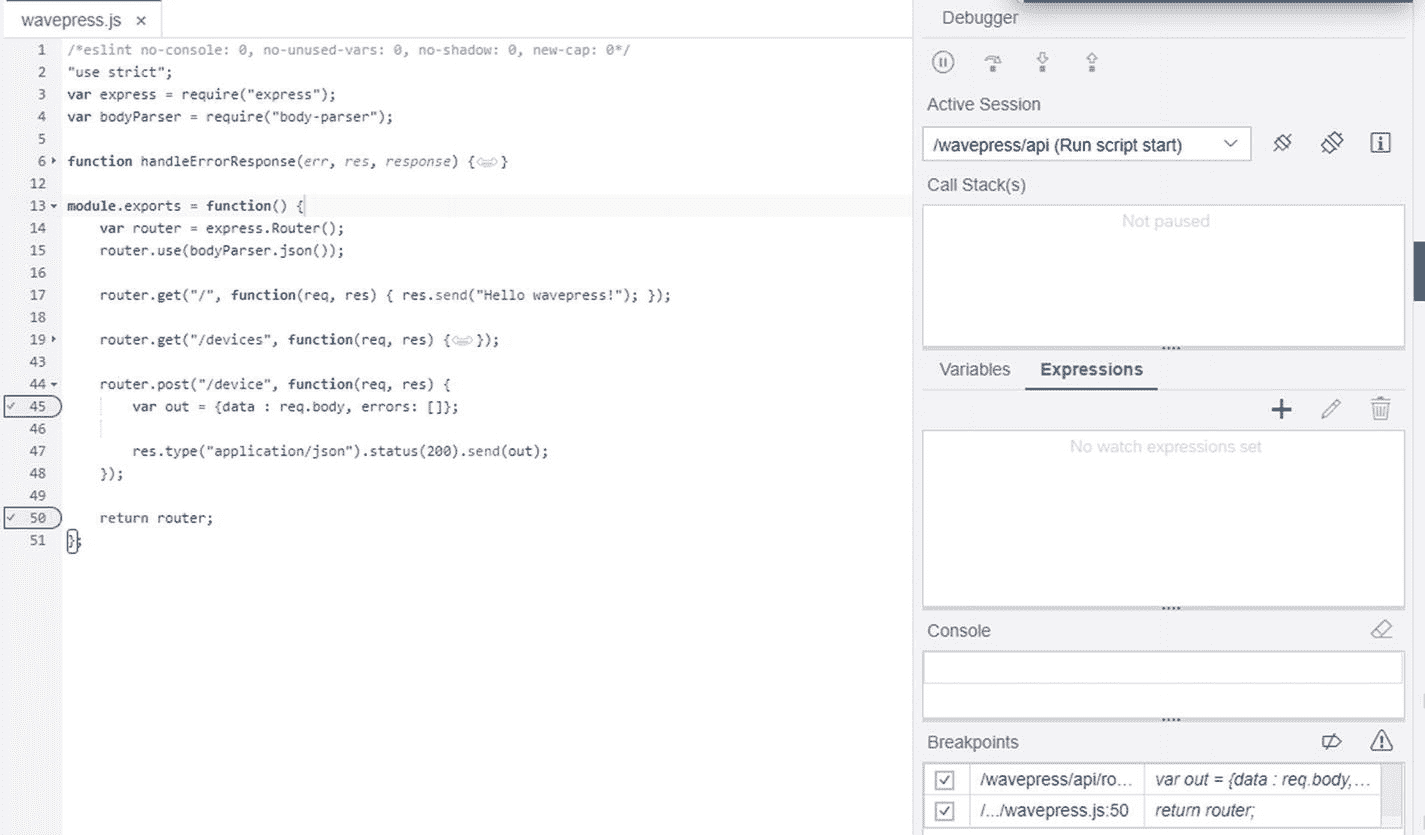 wavepress.js ×
1 /*eslint no-console: 0, no-unused-vars: 0, no-shadow: 0, new-cap: 0*/
2 "use strict";
3 var express = require("express");
4 var bodyParser = require("body-parser");
5
6 function handleErrorResponse(err, res, response) {}
12
13 module.exports = function() {
14 var router = express.Router();
15 router.use(bodyParser.json());
16
17 router.get("/", function(req, res) { res.send("Hello wavepress!"); });
18
19 router.get("/devices", function(req, res) {});
43
44 router.post("/device", function(req, res) {
45 var out = {data : req.body, errors: []};
46
47 res.type("application/json").status(200).send(out);
48 });
49
50 return router;
51 };
Debugger
Active Session
/wavepress/api (Run script start)
Call Stack(s)
Not paused
Variables Expressions
No watch expressions set
Console
Breakpoints
/wavepress/api/ro... var out = {data : req.body,...
/.../wavepress.js:50 return router;